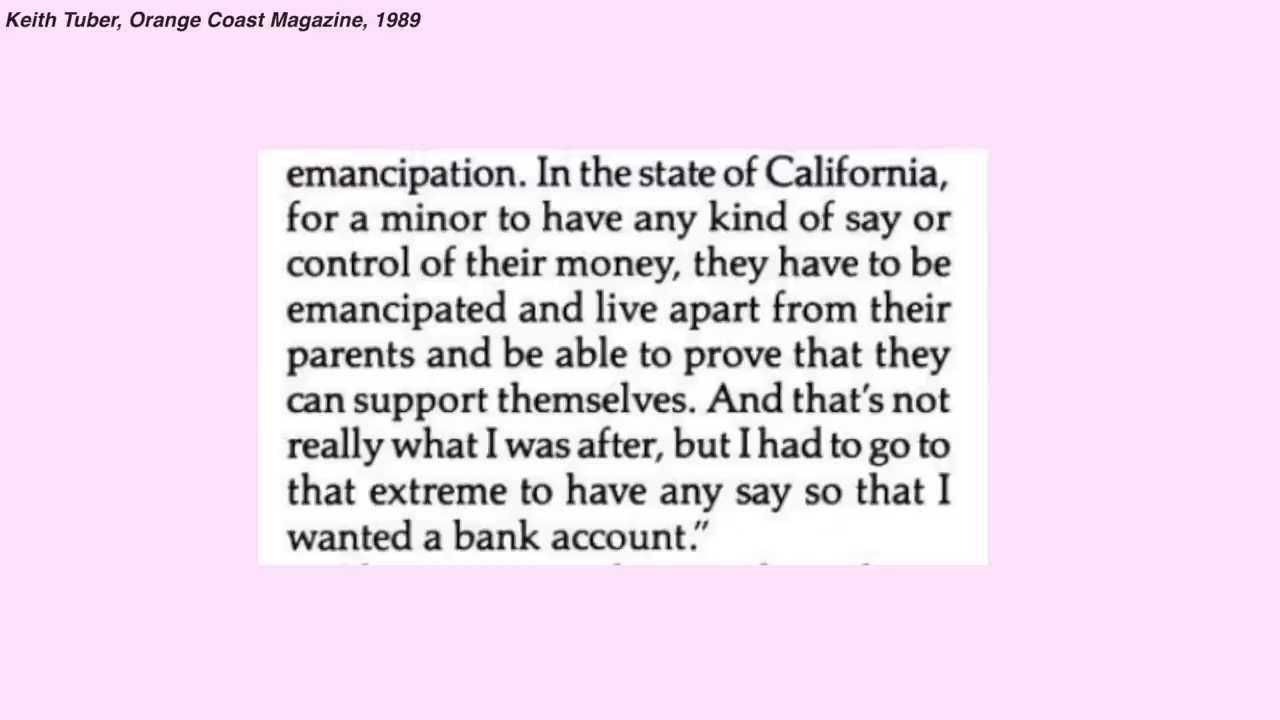 Keith Tuber, Orange Coast Magazine, 1989
emancipation. In the state of California,
for a minor to have any kind of say or
control of their money, they have to be
emancipated and live apart from their
parents and be able to prove that they
can support themselves. And that's not
really what I was after, but I had to go to
that extreme to have any say so that I
wanted a bank account."